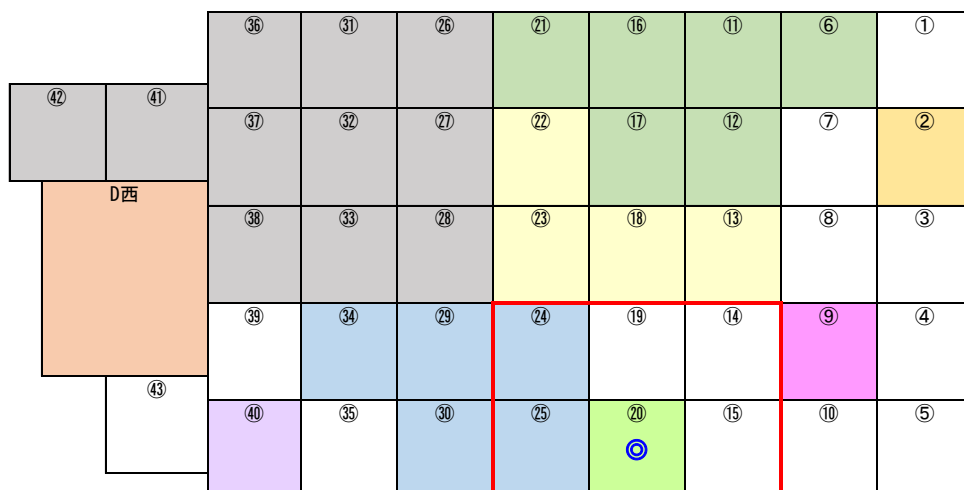 ㊱ ㉛ ㉖ ㉑ ⑯ ⑪ ⑥ ①
㊷ ㊶
㊲ ㉜ ㉗ ㉒ ⑰ ⑫ ⑦ ②
D西
㊳ ㉝ ㉘ ㉓ ⑱ ⑬ ⑧ ③
㊴ ㉞ ㉙ ㉔ ⑲ ⑭ ⑨ ④
㊸
㊵ ㉟ ㉚ ㉕ ⑳ ⑮ ⑩ ⑤
◎